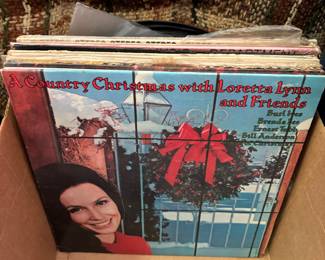 A Country Christmas with Loretta Lynn
and Friends
Burl Ives
Brenda Lee
Ernest Tubb
Bill Anderson